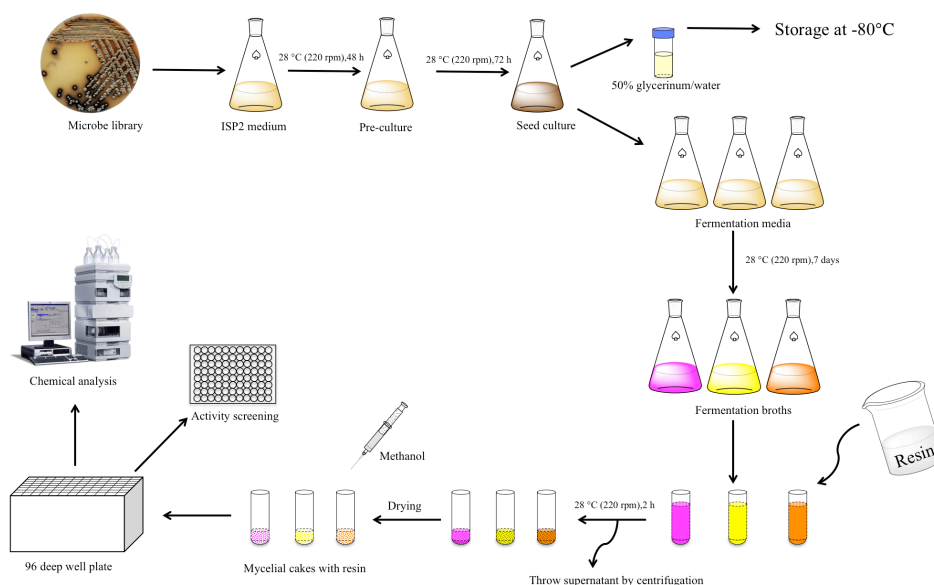 Storage at -80°C
28 °C (220 rpm),48 h
28 °C (220 rpm),72 h
50% glycerinum/water
Microbe library
ISP2 medium
Pre-culture
Seed culture
Fermentation media
28 °C (220 rpm),7 days
Fermentation broths
Resin
28 °C (220 rpm),2 h
Throw supernatant by centrifugation
Drying
Methanol
Mycelial cakes with resin
96 deep well plate
Activity screening
Chemical analysis